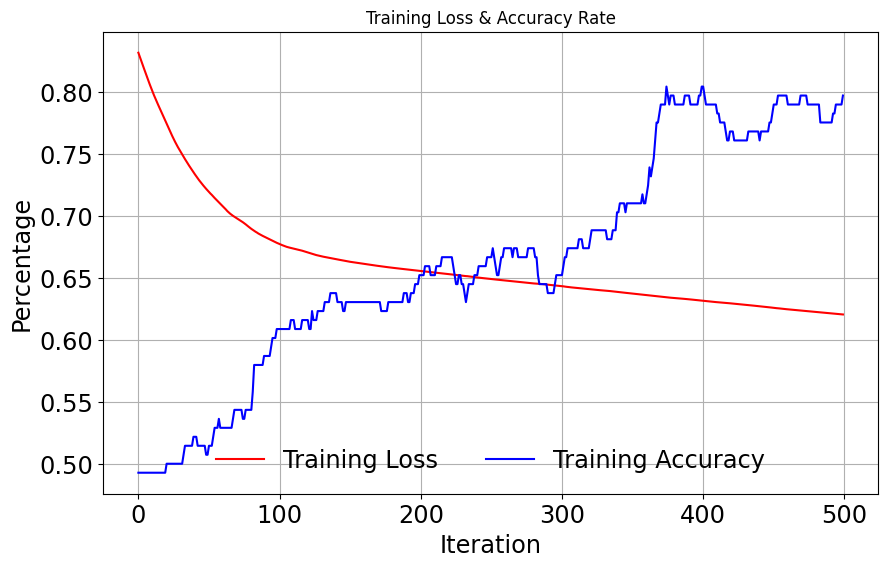 Training Loss & Accuracy Rate
Percentage
0.80
0.75
0.70
0.65
0.60
0.55
0.50
Training Loss Training Accuracy
0 100 200 300 400 500
Iteration